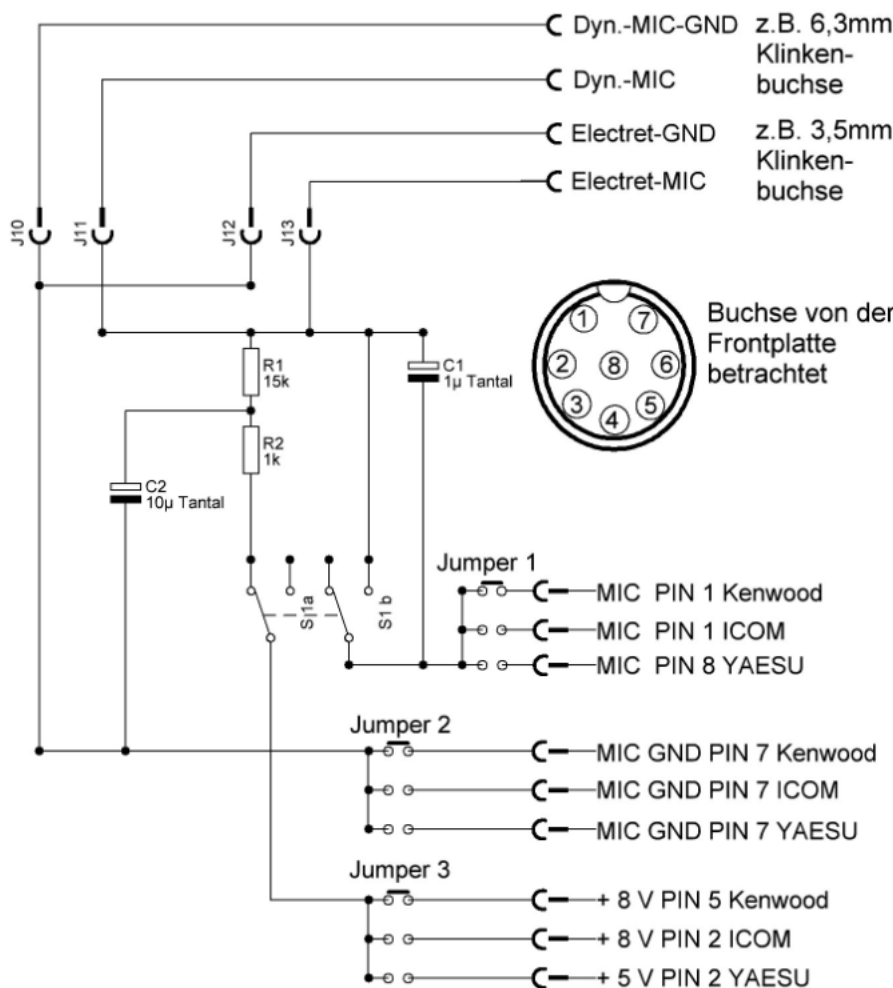 Dyn.-MIC-GND
z.B. 6,3mm
Klinken-
buchse
Dyn.-MIC
Electret-GND
z.B. 3,5mm
Klinken-
buchse
Electret-MIC
J10
J11
J12
J13
1
7
2
8
6
3
5
4
Buchse von der
Frontplatte
betrachtet
R1
15k
C1
1µ Tantal
R2
1k
C2
10µ Tantal
S1a
S1 b
Jumper 1
MIC PIN 1 Kenwood
MIC PIN 1 ICOM
MIC PIN 8 YAESU
Jumper 2
MIC GND PIN 7 Kenwood
MIC GND PIN 7 ICOM
MIC GND PIN 7 YAESU
Jumper 3
+ 8 V PIN 5 Kenwood
+ 8 V PIN 2 ICOM
+ 5 V PIN 2 YAESU